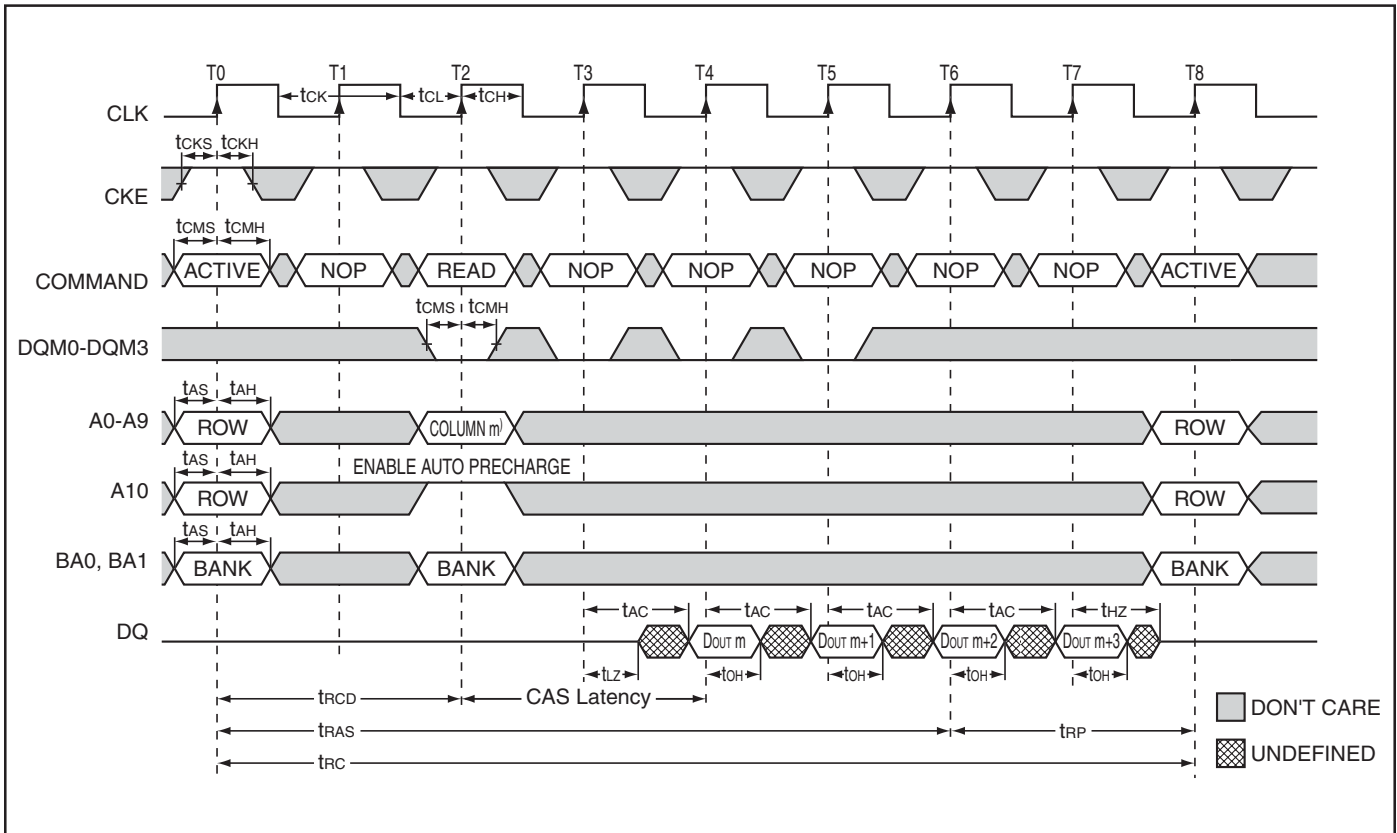 T0 T1 T2 T3 T4 T5 T6 T7 T8
tCK tCL tCH
CLK
tCKS tCKH
CKE
tCMS tCMH
COMMAND ACTIVE NOP READ NOP NOP NOP NOP NOP ACTIVE
tCMS tCMH
DQM0-DQM3
tAS tAH
A0-A9 ROW COLUMN m) ROW
tAS tAH ENABLE AUTO PRECHARGE
A10 ROW ROW
tAS tAH
BA0, BA1 BANK BANK BANK
tAC tAC tAC tAC tHZ
DQ DOUT m DOUT m+1 DOUT m+2 DOUT m+3
tLZ tOH tOH tOH tOH
tRCD CAS Latency
DON'T CARE
tRAS tRP
UNDEFINED
tRC